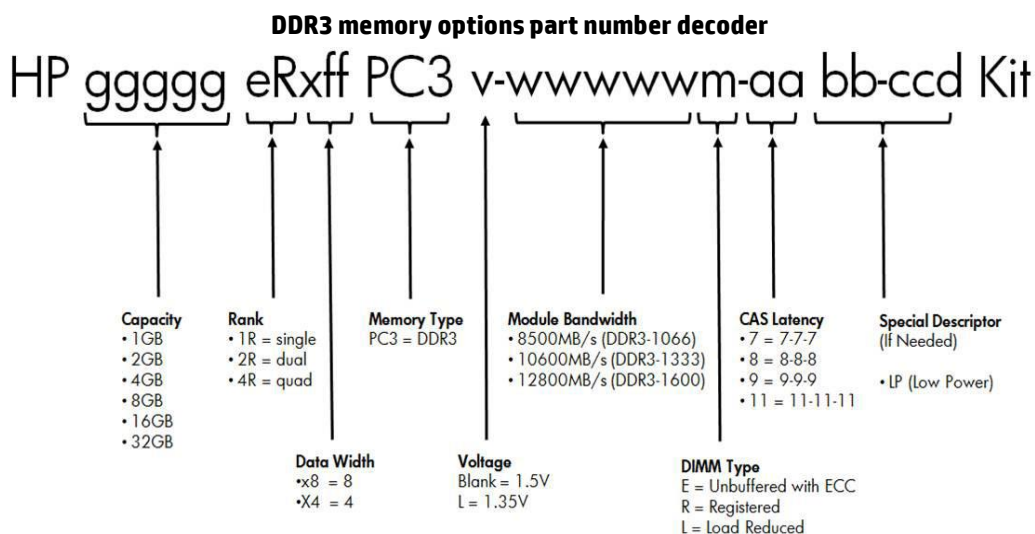 DDR3 memory options part number decoder
HP ggggg eRxff PC3 v-wwwwwm-aa bb-ccd Kit
Capacity
• 1GB
• 2GB
• 4GB
• 8GB
• 16GB
• 32GB
Rank
• 1R = single
• 2R = dual
• 4R = quad
Memory Type
PC3 = DDR3
Module Bandwidth
• 8500MB/s (DDR3-1066)
• 10600MB/s (DDR3-1333)
• 12800MB/s (DDR3-1600)
CAS Latency
• 7 = 7-7-7
• 8 = 8-8-8
• 9 = 9-9-9
• 11 = 11-11-11
Special Descriptor
(If Needed)
• LP (Low Power)
Data Width
•x8 = 8
•X4 = 4
Voltage
Blank = 1.5V
L = 1.35V
DIMM Type
E = Unbuffered with ECC
R = Registered
L = Load Reduced